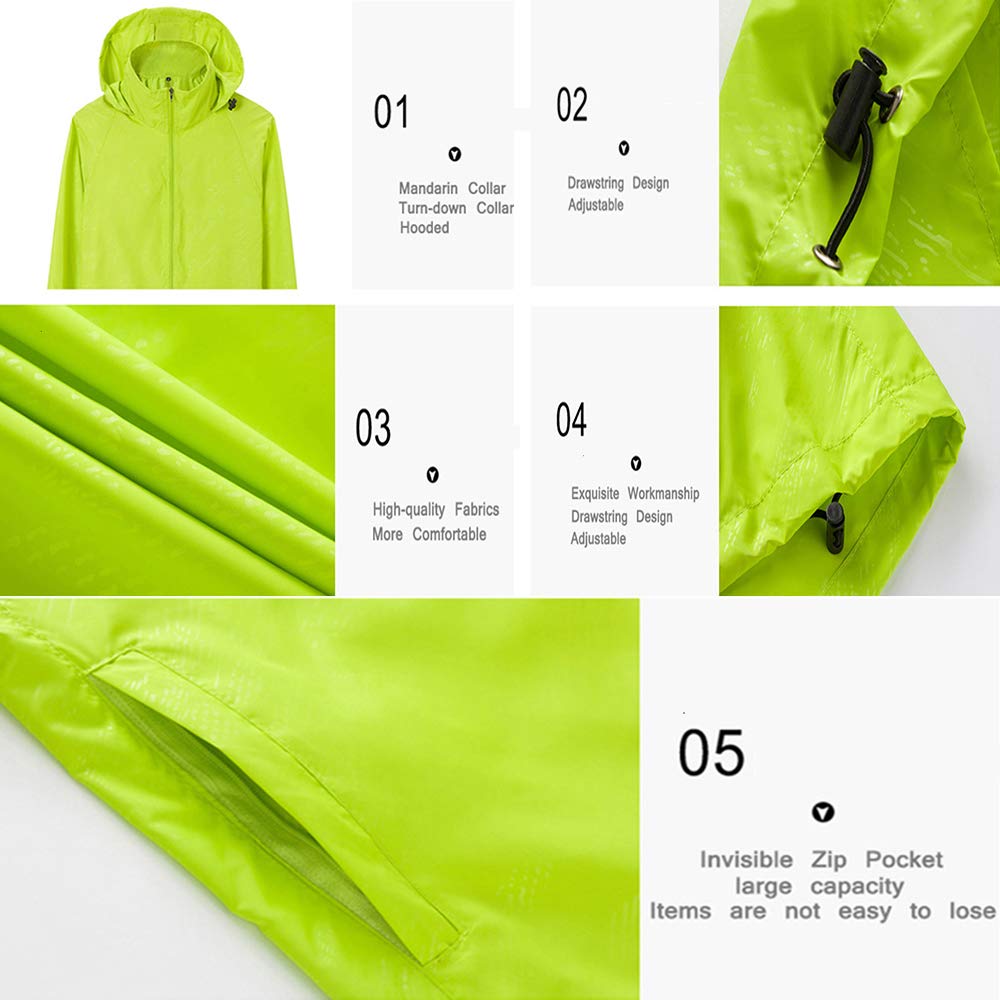 01
Mandarin Collar
Turn-down Collar
Hooded
02
Drawstring Design
Adjustable
03
High-quality Fabrics
More Comfortable
04
Exquisite Workmanship
Drawstring Design
Adjustable
05
Invisible Zip Pocket
large capacity
Items are not easy to lose